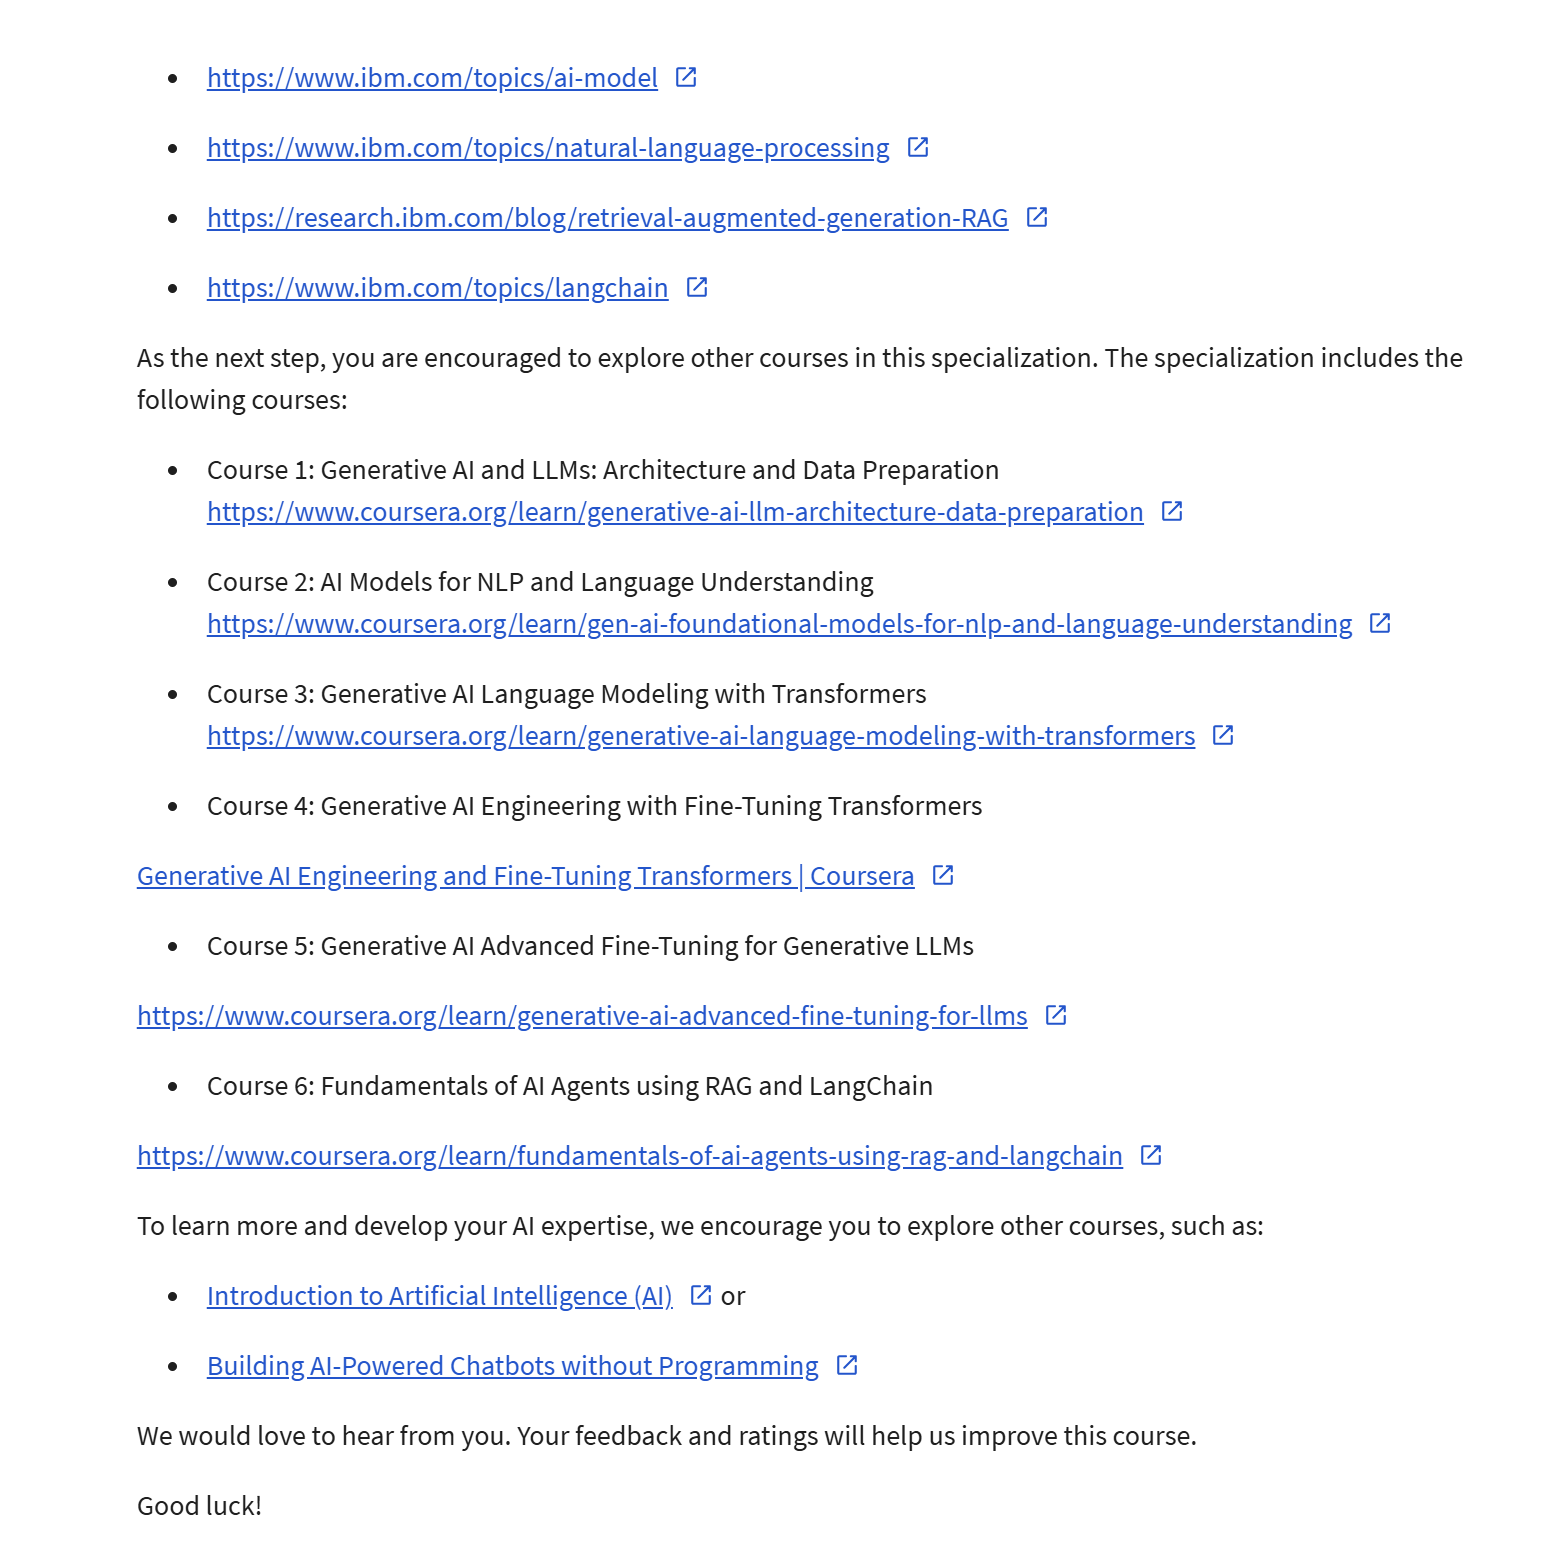 https://www.ibm.com/topics/ai-model
https://www.ibm.com/topics/natural-language-processing
https://research.ibm.com/blog/retrieval-augmented-generation-RAG
https://www.ibm.com/topics/langchain
As the next step, you are encouraged to explore other courses in this specialization. The specialization includes the
following courses:
Course 1: Generative AI and LLMs: Architecture and Data Preparation
https://www.coursera.org/learn/generative-ai-llm-architecture-data-preparation
Course 2: AI Models for NLP and Language Understanding
https://www.coursera.org/learn/gen-ai-foundational-models-for-nlp-and-language-understanding
Course 3: Generative AI Language Modeling with Transformers
https://www.coursera.org/learn/generative-ai-language-modeling-with-transformers
Course 4: Generative AI Engineering with Fine-Tuning Transformers
Generative AI Engineering and Fine-Tuning Transformers | Coursera
Course 5: Generative AI Advanced Fine-Tuning for Generative LLMs
https://www.coursera.org/learn/generative-ai-advanced-fine-tuning-for-llms
Course 6: Fundamentals of AI Agents using RAG and LangChain
https://www.coursera.org/learn/fundamentals-of-ai-agents-using-rag-and-langchain
To learn more and develop your AI expertise, we encourage you to explore other courses, such as:
Introduction to Artificial Intelligence (AI) or
Building AI-Powered Chatbots without Programming
We would love to hear from you. Your feedback and ratings will help us improve this course.
Good luck!